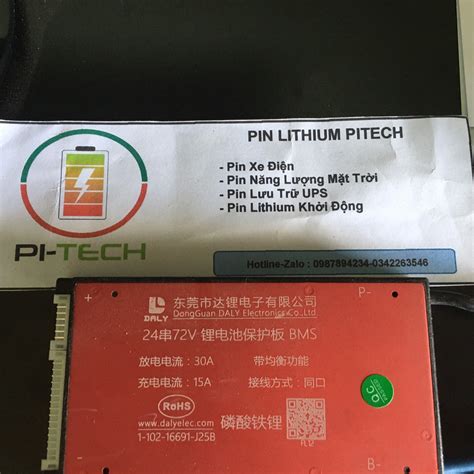 PIN LITHIUM PITECH
- Pin Xe Điện
- Pin Năng Lượng Mặt Trời
- Pin Lưu Trữ UPS
- Pin Lithium Khởi Động
PI-TECH
Hotline-Zalo : 0987894234-0342263546
+ P-
DALY
东莞市达锂电子有限公司
DongGuan DALY Electronics Co.,Ltd
24串72V 锂电池保护板 BMS
放电电流：30A 带均衡功能
充电电流：15A 接线方式：同口
RoHS
www.dalyelec.com
1-102-16691-J25B
磷酸铁锂
QC
B-